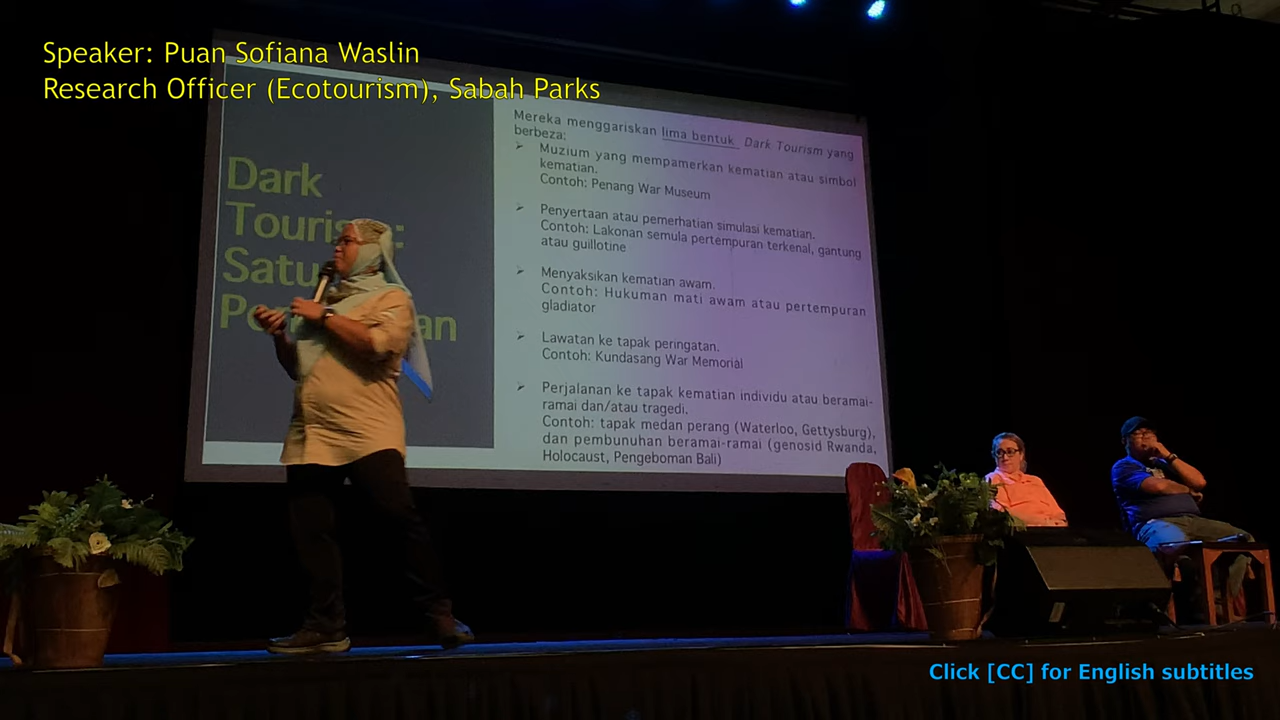 Speaker: Puan Sofiana Waslin
Research Officer (Ecotourism), Sabah Parks
Dark
Satu
Mereka menggariskan lima bentuk Dark Tourism yang
berbeza:
➢ Muzium yang mempamerkan kematian atau simbol
kematian.
Contoh: Penang War Museum
➢ Penyertaan atau pemerhatian simulasi kematian.
Contoh: Lakonan semula pertempuran terkenal, gantung
atau guillotine
➢ Menyaksikan kematian awam.
Contoh: Hukuman mati awam atau pertempuran
gladiator
➢ Lawatan ke tapak peringatan.
Contoh: Kundasang War Memorial
➢ Perjalanan ke tapak kematian individu atau beramai-
ramai dan/atau tragedi.
Contoh: tapak medan perang (Waterloo, Gettysburg),
dan pembunuhan beramai-ramai (genosid Rwanda,
Holocaust, Pengeboman Bali)
Click [CC] for English subtitles